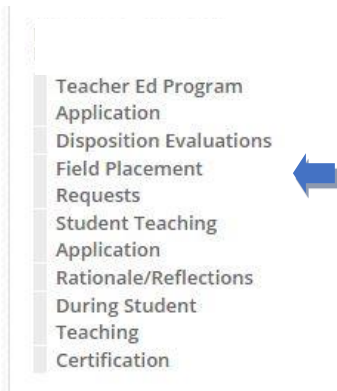 Teacher Ed Program
Application
Disposition Evaluations
Field Placement
Requests
Student Teaching
Application
Rationale/Reflections
During Student
Teaching
Certification